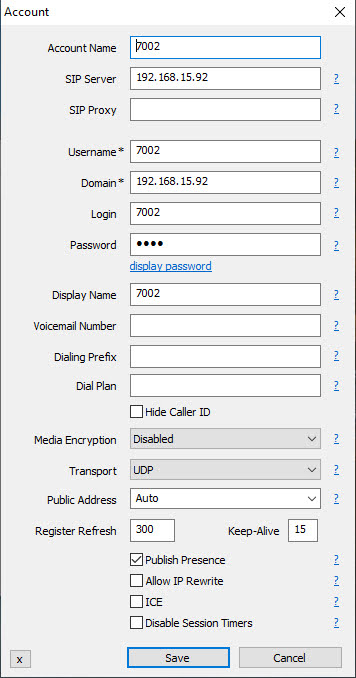 Account
Account Name 7002
SIP Server 192.168.15.92 ?
SIP Proxy ?
Username * 7002 ?
Domain * 192.168.15.92 ?
Login 7002 ?
Password •••• ?
display password
Display Name 7002 ?
Voicemail Number ?
Dialing Prefix ?
Dial Plan ?
Hide Caller ID
Media Encryption Disabled ?
Transport UDP ?
Public Address Auto ?
Register Refresh 300 Keep-Alive 15 ?
Publish Presence ?
Allow IP Rewrite ?
ICE ?
Disable Session Timers ?
x Save Cancel